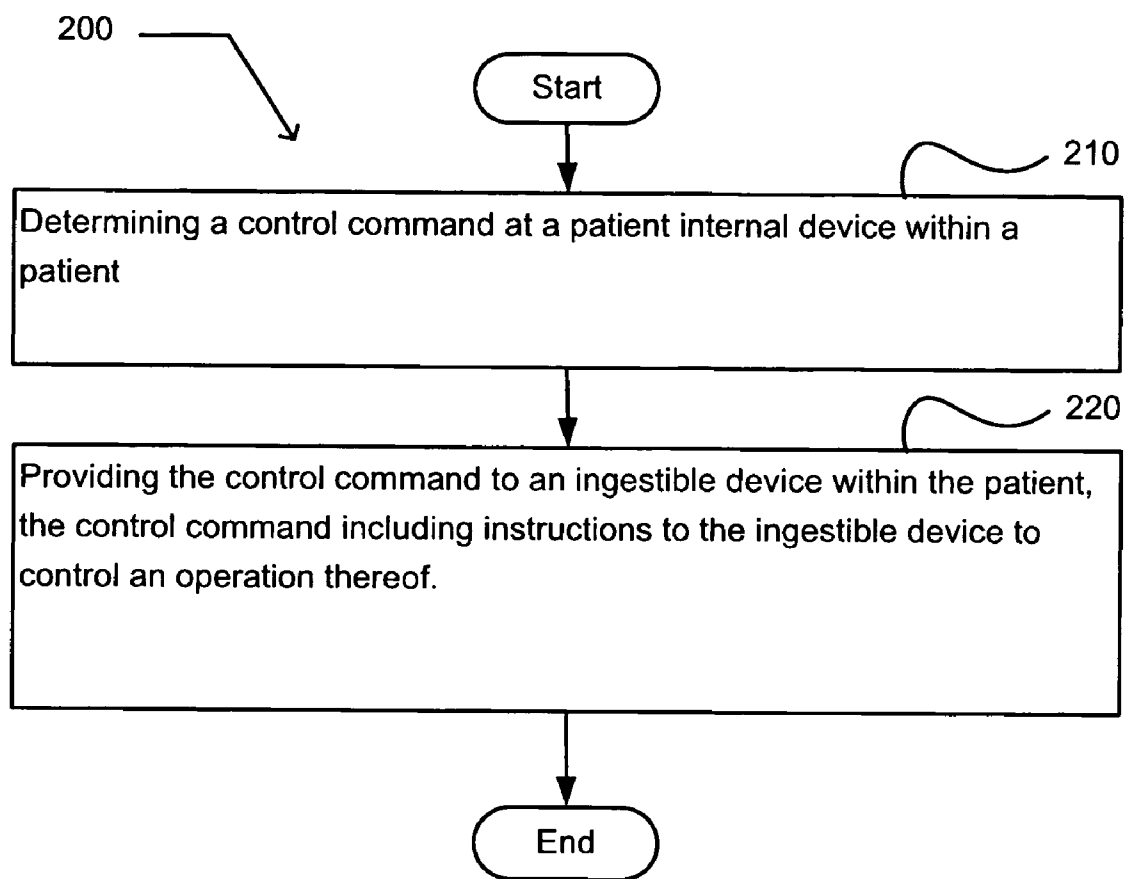 200
Start
210
Determining a control command at a patient internal device within a
patient
220
Providing the control command to an ingestible device within the patient,
the control command including instructions to the ingestible device to
control an operation thereof.
End